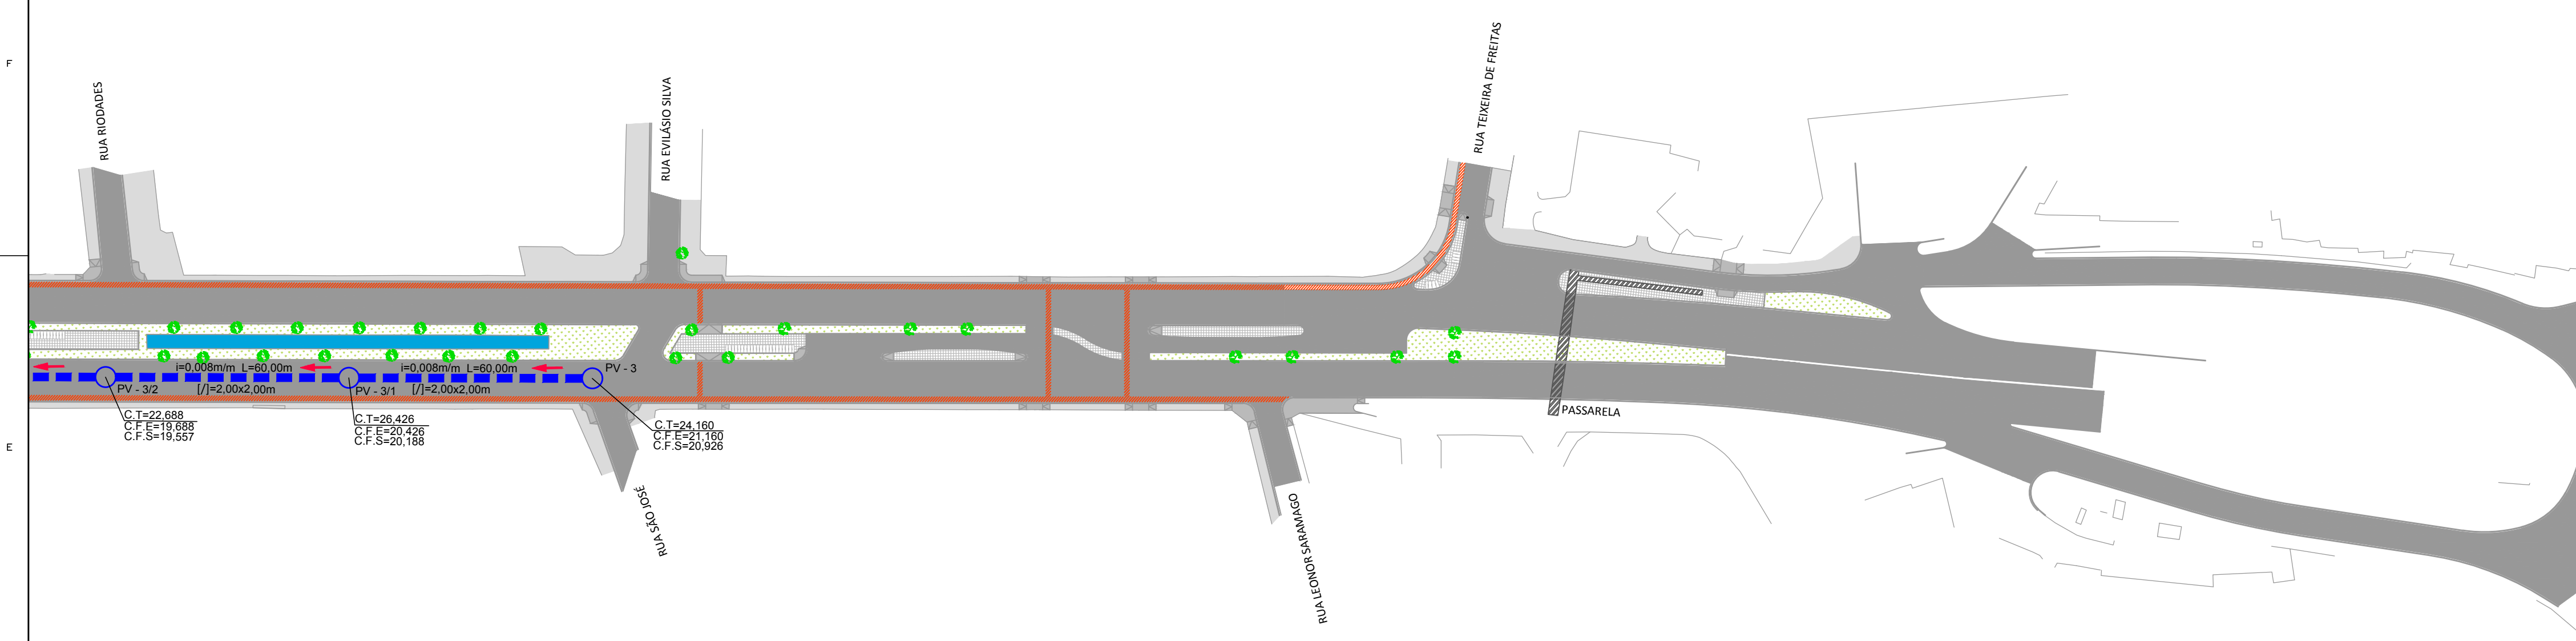 F
E
RUA RIODADES
RUA EVILÁSIO SILVA
RUA TEIXEIRA DE FREITAS
i=0,008m/m L=60,00m
i=0,008m/m L=60,00m
PV - 3
PV - 3/2
[/]=2,00x2,00m
PV - 3/1
[/]=2,00x2,00m
C.T=22,688
C.F.E=19,688
C.F.S=19,557
C.T=26,426
C.F.E=20,426
C.F.S=20,188
C.T=24,160
C.F.E=21,160
C.F.S=20,926
PASSARELA
RUA SÃO JOSÉ
RUA LEONOR SARAMAGO